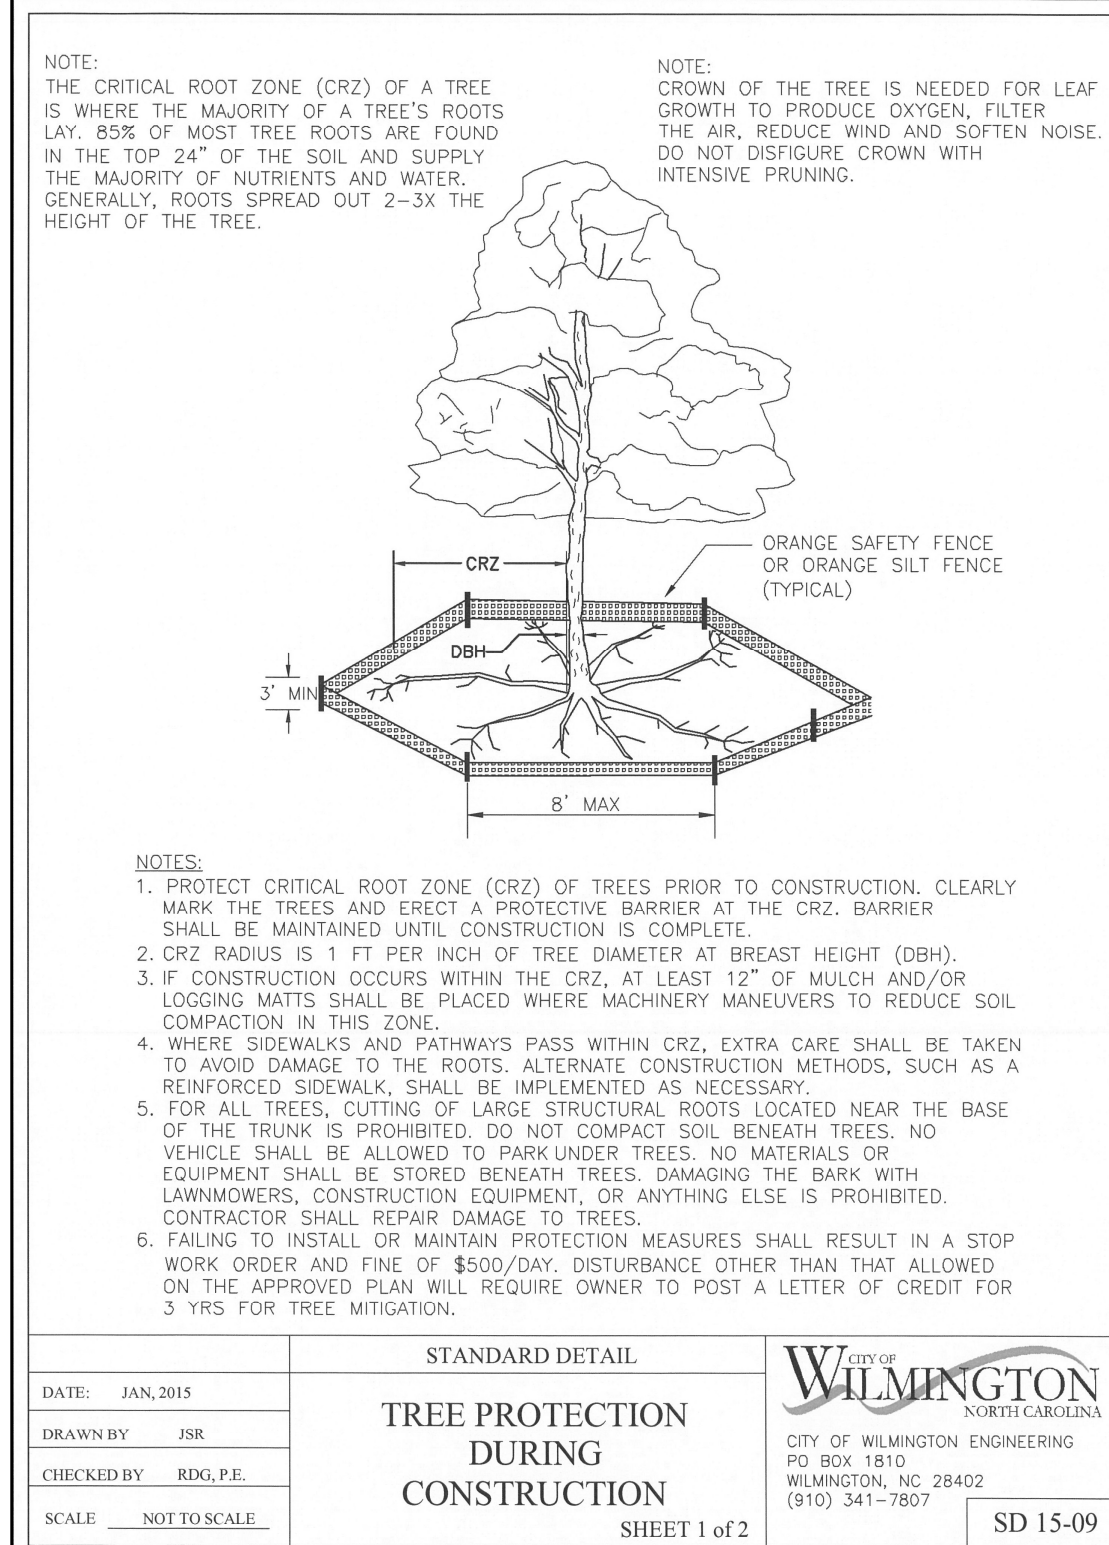 NOTE:
THE CRITICAL ROOT ZONE (CRZ) OF A TREE
IS WHERE THE MAJORITY OF A TREE'S ROOTS
LAY. 85% OF MOST TREE ROOTS ARE FOUND
IN THE TOP 24" OF THE SOIL AND SUPPLY
THE MAJORITY OF NUTRIENTS AND WATER.
GENERALLY, ROOTS SPREAD OUT 2-3X THE
HEIGHT OF THE TREE.
NOTE:
CROWN OF THE TREE IS NEEDED FOR LEAF
GROWTH TO PRODUCE OXYGEN, FILTER
THE AIR, REDUCE WIND AND SOFTEN NOISE.
DO NOT DISFIGURE CROWN WITH
INTENSIVE PRUNING.
ORANGE SAFETY FENCE
OR ORANGE SILT FENCE
(TYPICAL)
CRZ
DBH
3' MIN
8' MAX
NOTES:
1. PROTECT CRITICAL ROOT ZONE (CRZ) OF TREES PRIOR TO CONSTRUCTION. CLEARLY
MARK THE TREES AND ERECT A PROTECTIVE BARRIER AT THE CRZ. BARRIER
SHALL BE MAINTAINED UNTIL CONSTRUCTION IS COMPLETE.
2. CRZ RADIUS IS 1 FT PER INCH OF TREE DIAMETER AT BREAST HEIGHT (DBH).
3. IF CONSTRUCTION OCCURS WITHIN THE CRZ, AT LEAST 12" OF MULCH AND/OR
LOGGING MATTS SHALL BE PLACED WHERE MACHINERY MANEUVERS TO REDUCE SOIL
COMPACTION IN THIS ZONE.
4. WHERE SIDEWALKS AND PATHWAYS PASS WITHIN CRZ, EXTRA CARE SHALL BE TAKEN
TO AVOID DAMAGE TO THE ROOTS. ALTERNATE CONSTRUCTION METHODS, SUCH AS A
REINFORCED SIDEWALK, SHALL BE IMPLEMENTED AS NECESSARY.
5. FOR ALL TREES, CUTTING OF LARGE STRUCTURAL ROOTS LOCATED NEAR THE BASE
OF THE TRUNK IS PROHIBITED. DO NOT COMPACT SOIL BENEATH TREES. NO
VEHICLE SHALL BE ALLOWED TO PARK UNDER TREES. NO MATERIALS OR
EQUIPMENT SHALL BE STORED BENEATH TREES. DAMAGING THE BARK WITH
LAWNMOWERS, CONSTRUCTION EQUIPMENT, OR ANYTHING ELSE IS PROHIBITED.
CONTRACTOR SHALL REPAIR DAMAGE TO TREES.
6. FAILING TO INSTALL OR MAINTAIN PROTECTION MEASURES SHALL RESULT IN A STOP
WORK ORDER AND FINE OF $500/DAY. DISTURBANCE OTHER THAN THAT ALLOWED
ON THE APPROVED PLAN WILL REQUIRE OWNER TO POST A LETTER OF CREDIT FOR
3 YRS FOR TREE MITIGATION.
DATE: JAN, 2015
DRAWN BY JSR
CHECKED BY RDG, P.E.
SCALE NOT TO SCALE
STANDARD DETAIL
TREE PROTECTION
DURING
CONSTRUCTION
SHEET 1 of 2
CITY OF
WILMINGTON
NORTH CAROLINA
CITY OF WILMINGTON ENGINEERING
PO BOX 1810
WILMINGTON, NC 28402
(910) 341-7807
SD 15-09